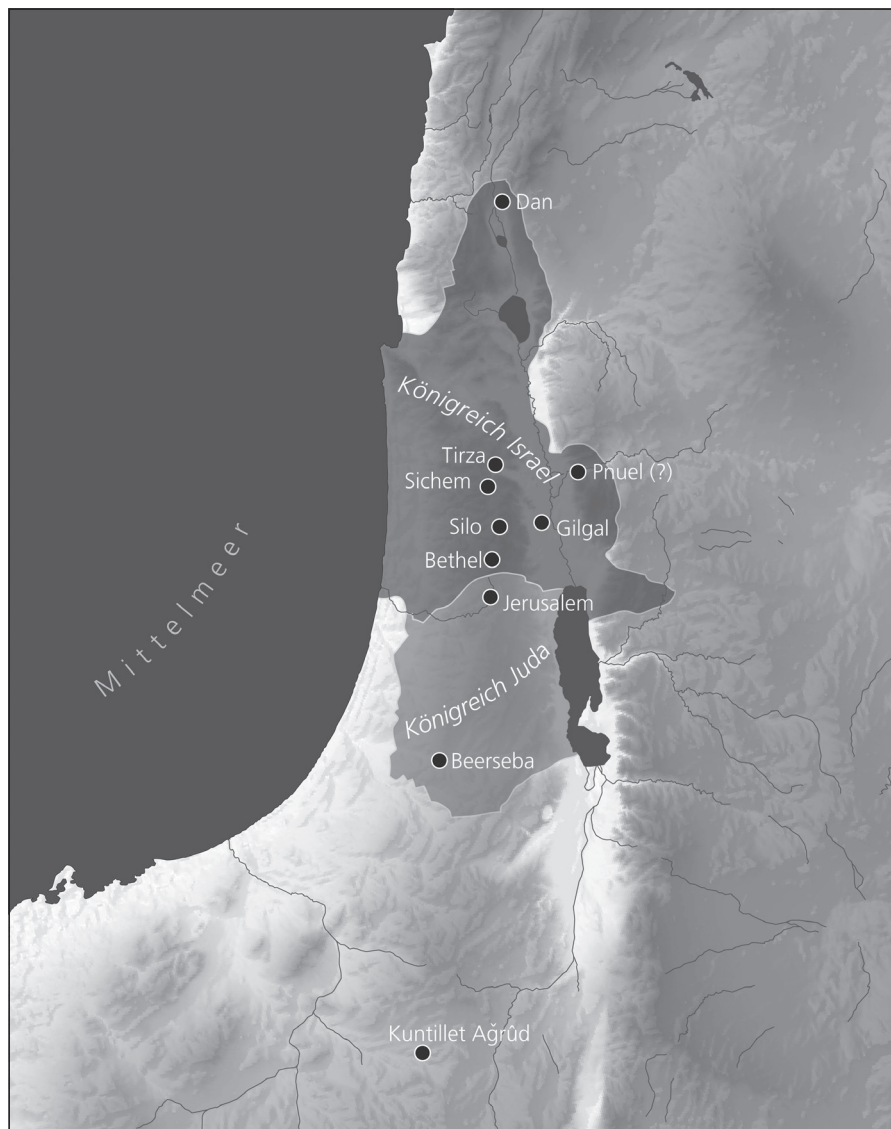 Dan
Königreich Israel
Tirza
Pnuel (?)
Sichem
Silo
Gilgal
Bethel
Jerusalem
Mittelmeer
Königreich Juda
Beerseba
Kuntillet Ağrûd